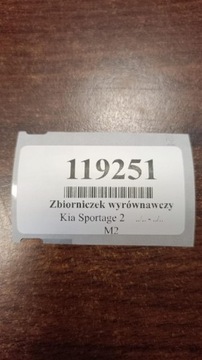 119251
Zbiorniczek wyrównawczy
Kia Sportage 2
M2